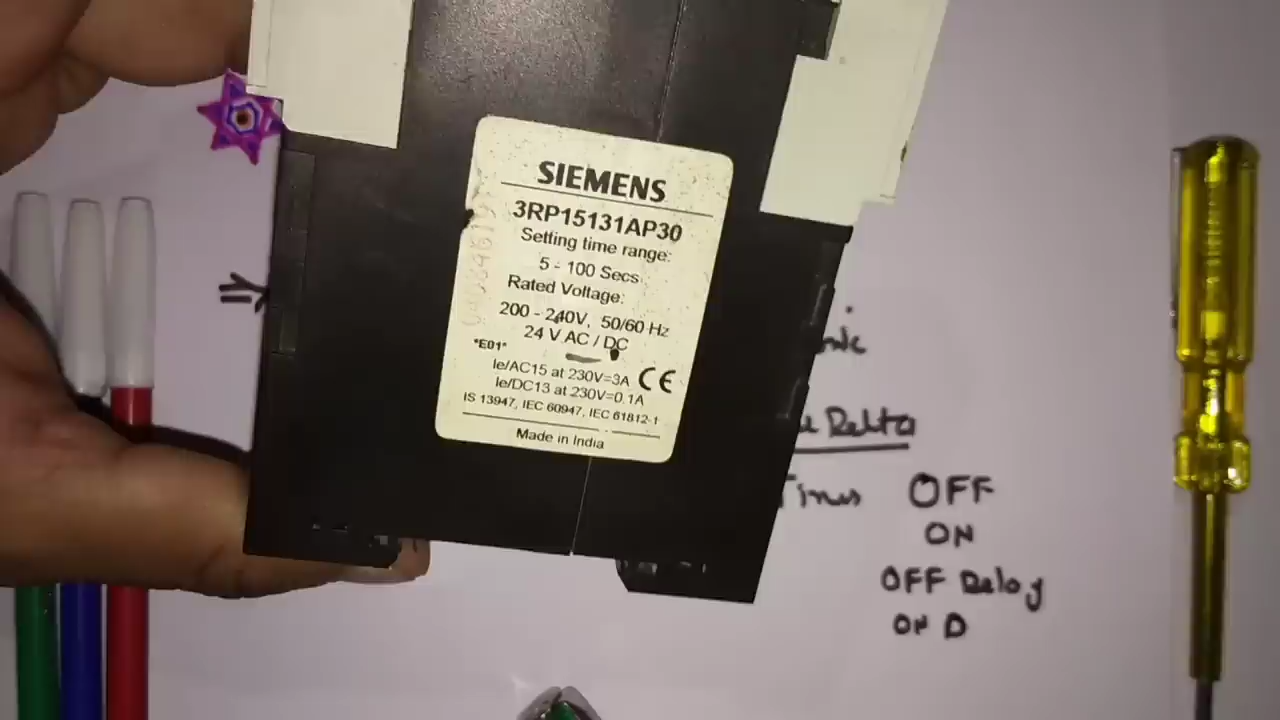 SIEMENS
3RP15131AP30
Setting time range:
5 - 100 Secs
Rated Voltage:
200 - 240V, 50/60 Hz
24 V AC / DC
*E01*
Ie/AC15 at 230V=3A CE
Ie/DC13 at 230V=0.1A
IS 13947, IEC 60947, IEC 61812-1
Made in India
Delta
OFF
ON
OFF Delay
ON D